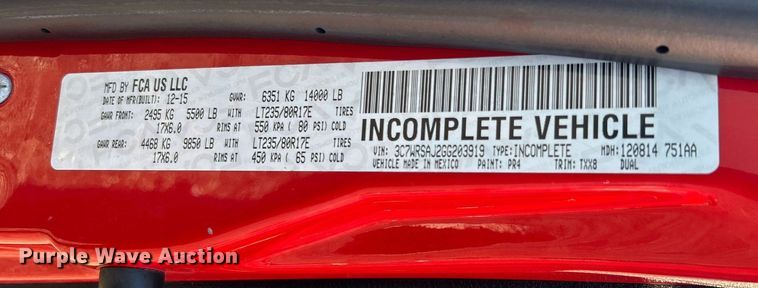 MFD BY FCA US LLC
DATE OF MFR(BUILT): 12-15 GVWR: 6351 KG 14000 LB
GAWR FRONT: 2495 KG 5500 LB WITH LT235/80R17E TIRES
17X6.0 RIMS AT 550 KPA ( 80 PSI) COLD
GAWR REAR: 4468 KG 9850 LB WITH LT235/80R17E TIRES
17X6.0 RIMS AT 450 KPA ( 65 PSI) COLD
INCOMPLETE VEHICLE
VIN: 3C7WRSAJ2GG203919 TYPE: INCOMPLETE MDH: 120814 751AA
VEHICLE MADE IN MEXICO PAINT: PR4 TRIM: TXX8 DUAL
Purple Wave Auction